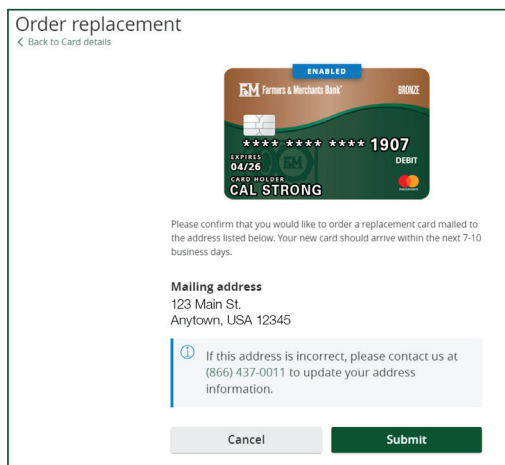 Order replacement
Back to Card details
ENABLED
F&M Farmers & Merchants Bank BRONZE
**** **** **** 1907
EXPIRES
04/26
DEBIT
CARD HOLDER
CAL STRONG
Please confirm that you would like to order a replacement card mailed to
the address listed below. Your new card should arrive within the next 7-10
business days.
Mailing address
123 Main St.
Anytown, USA 12345
If this address is incorrect, please contact us at
(866) 437-0011 to update your address
information.
Cancel Submit